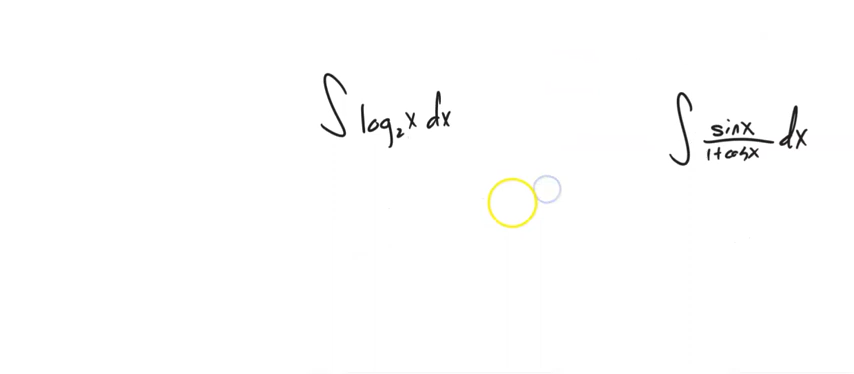 ∫ log₂x dx
∫ sinx/(1+cosx) dx